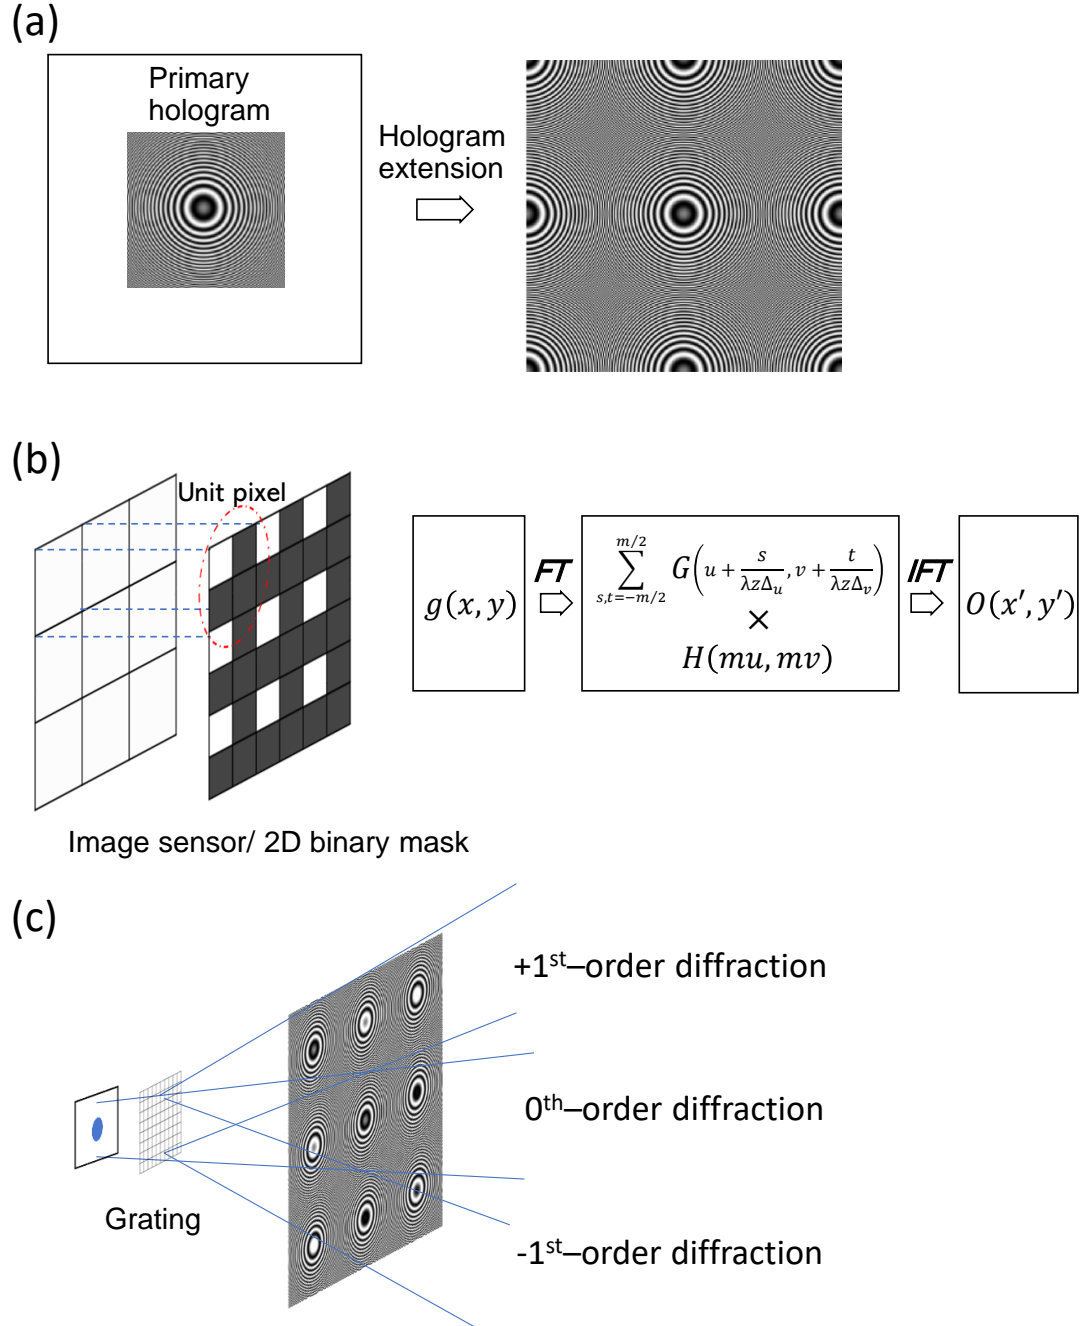 (a)
Primary
hologram
Hologram
extension
(b)
Unit pixel
Image sensor/ 2D binary mask
g(x, y)
FT
m/2
∑ G(u + s/λzΔᵤ, v + t/λzΔᵥ)
s,t=−m/2
×
H(mu, mv)
IFT
O(x′, y′)
(c)
Grating
+1ˢᵗ–order diffraction
0ᵗʰ–order diffraction
-1ˢᵗ–order diffraction